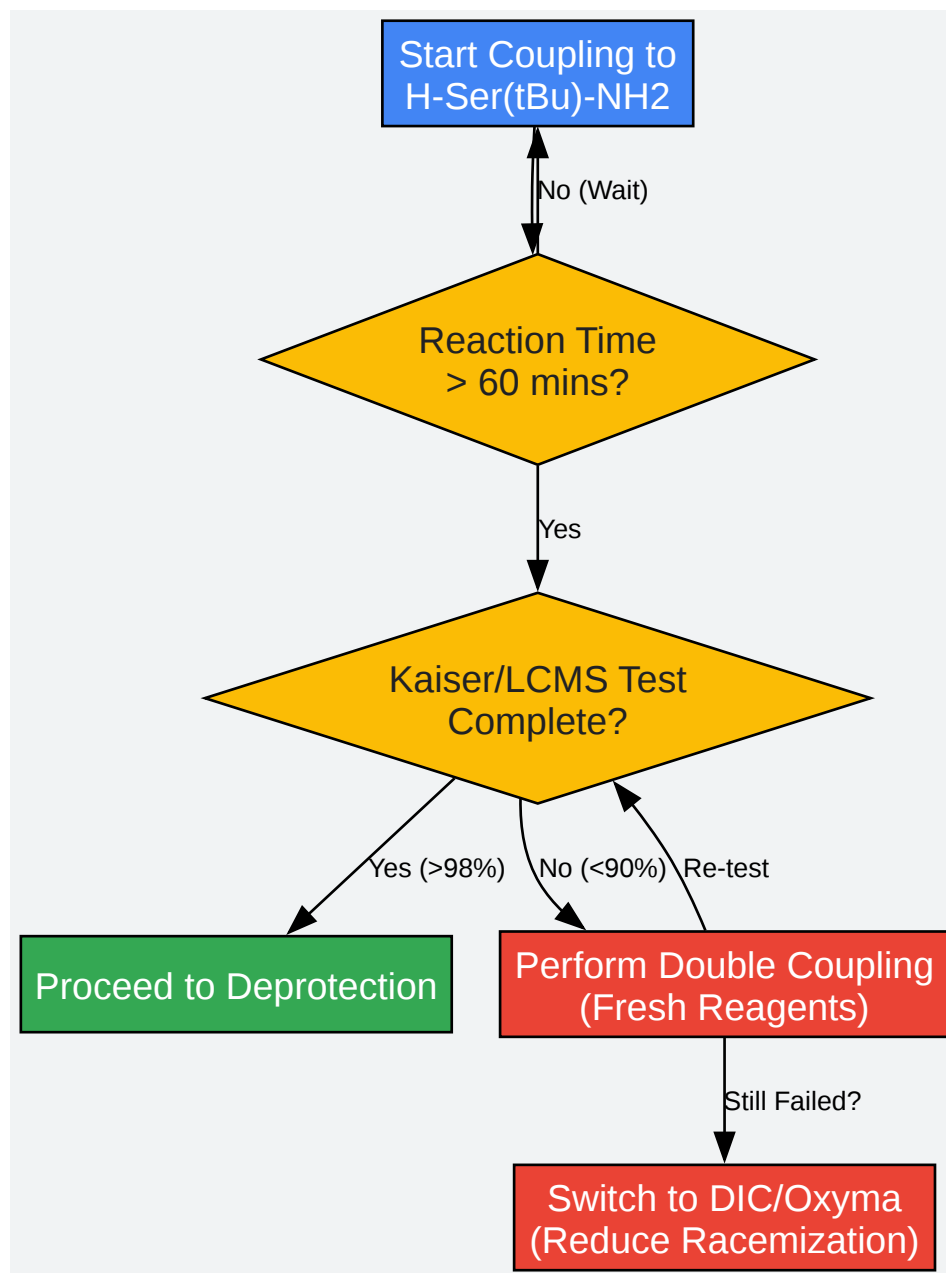 Start Coupling to
H-Ser(tBu)-NH2
No (Wait)
Reaction Time
> 60 mins?
Yes
Kaiser/LCMS Test
Complete?
Yes (>98%)
No (<90%)
Re-test
Proceed to Deprotection
Perform Double Coupling
(Fresh Reagents)
Still Failed?
Switch to DIC/Oxyma
(Reduce Racemization)